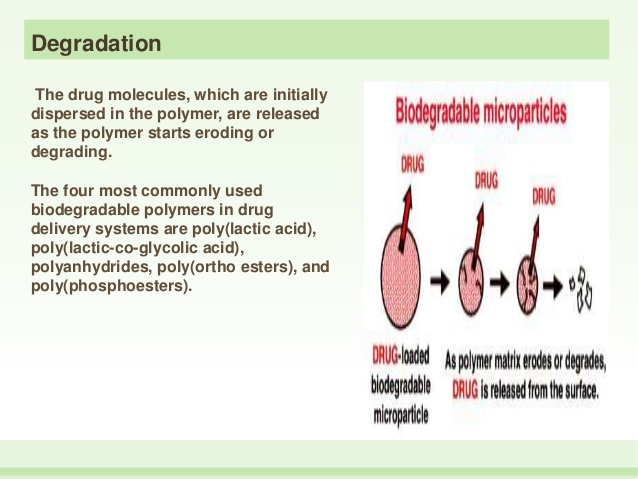 Degradation
The drug molecules, which are initially
dispersed in the polymer, are released
as the polymer starts eroding or
degrading.
The four most commonly used
biodegradable polymers in drug
delivery systems are poly(lactic acid),
poly(lactic-co-glycolic acid),
polyanhydrides, poly(ortho esters), and
poly(phosphoesters).
Biodegradable microparticles
DRUG
DRUG
DRUG
DRUG-loaded
biodegradable
microparticle
As polymer matrix erodes or degrades,
DRUG is released from the surface.